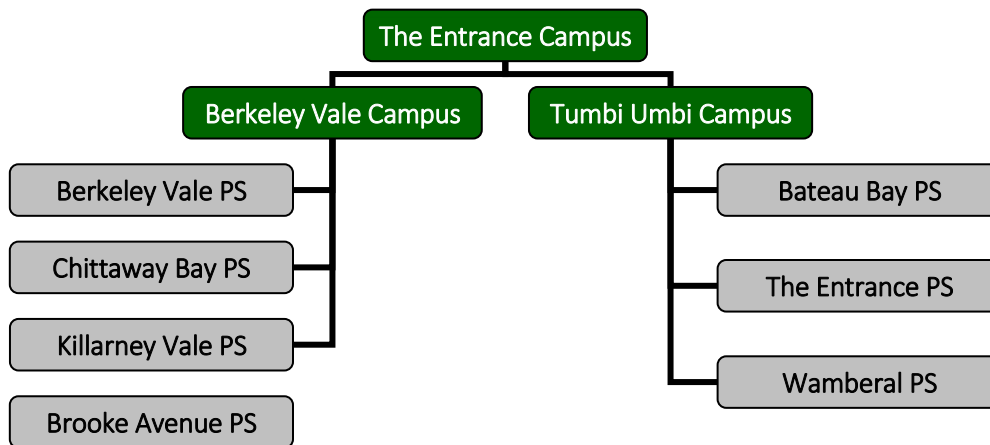 The Entrance Campus
Berkeley Vale Campus
Tumbi Umbi Campus
Berkeley Vale PS
Chittaway Bay PS
Killarney Vale PS
Brooke Avenue PS
Bateau Bay PS
The Entrance PS
Wamberal PS